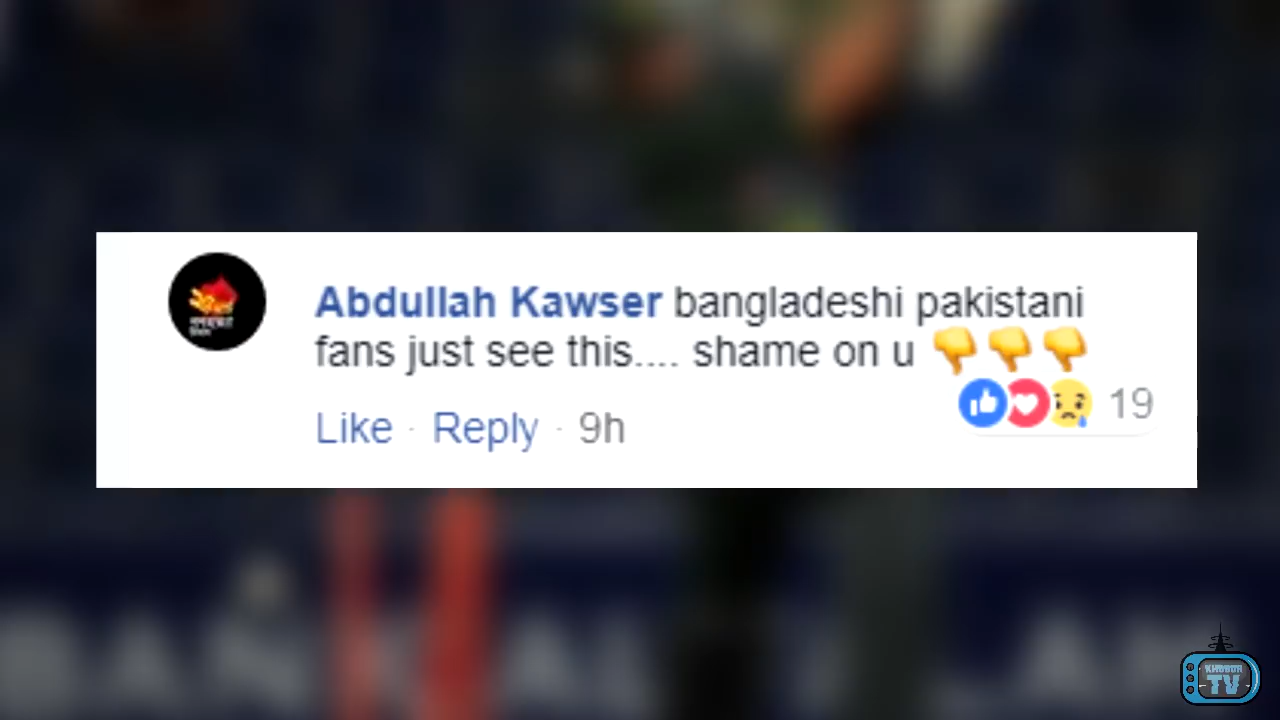 Abdullah Kawser bangladeshi pakistani
fans just see this.... shame on u 👎👎👎
19
Like · Reply · 9h
TV